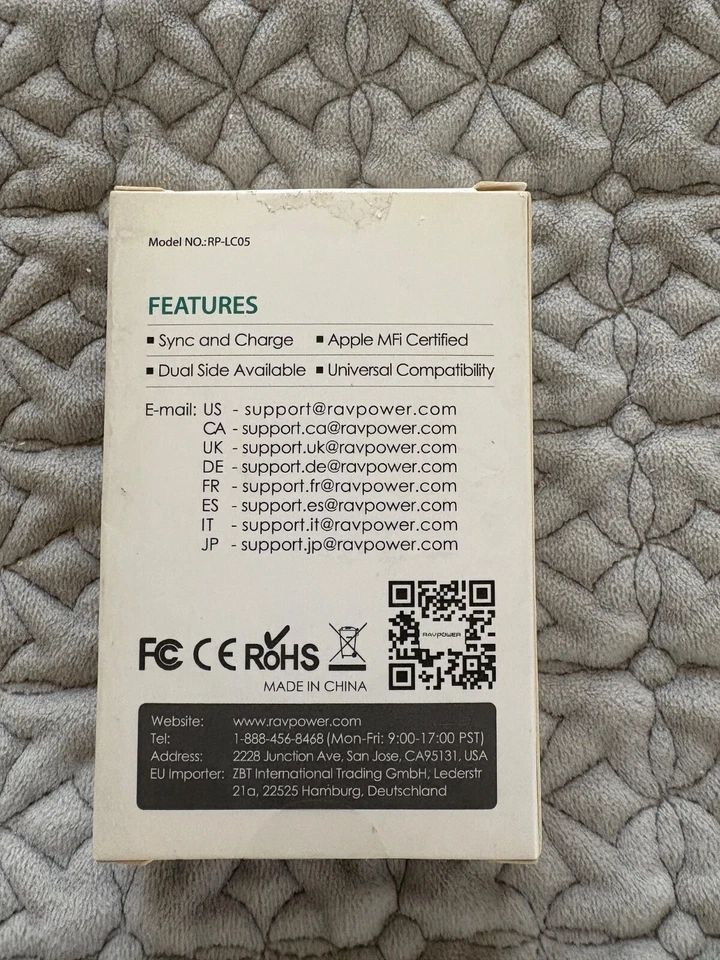 Model NO.:RP-LC05
FEATURES
▪ Sync and Charge ▪ Apple MFi Certified
▪ Dual Side Available ▪ Universal Compatibility
E-mail: US - support@ravpower.com
CA - support.ca@ravpower.com
UK - support.uk@ravpower.com
DE - support.de@ravpower.com
FR - support.fr@ravpower.com
ES - support.es@ravpower.com
IT - support.it@ravpower.com
JP - support.jp@ravpower.com
RAVPOWER
FC CE RoHS
MADE IN CHINA
Website: www.ravpower.com
Tel: 1-888-456-8468 (Mon-Fri: 9:00-17:00 PST)
Address: 2228 Junction Ave, San Jose, CA95131, USA
EU Importer: ZBT International Trading GmbH, Lederstr
21a, 22525 Hamburg, Deutschland